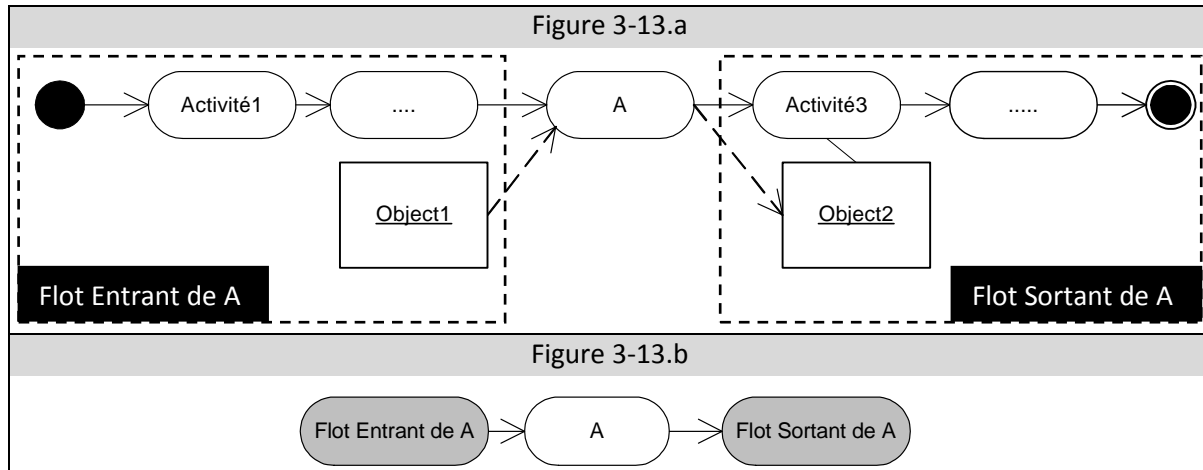 Figure 3-13.a
Activité1
....
A
Activité3
.....
Object1
Object2
Flot Entrant de A
Flot Sortant de A
Figure 3-13.b
Flot Entrant de A
A
Flot Sortant de A